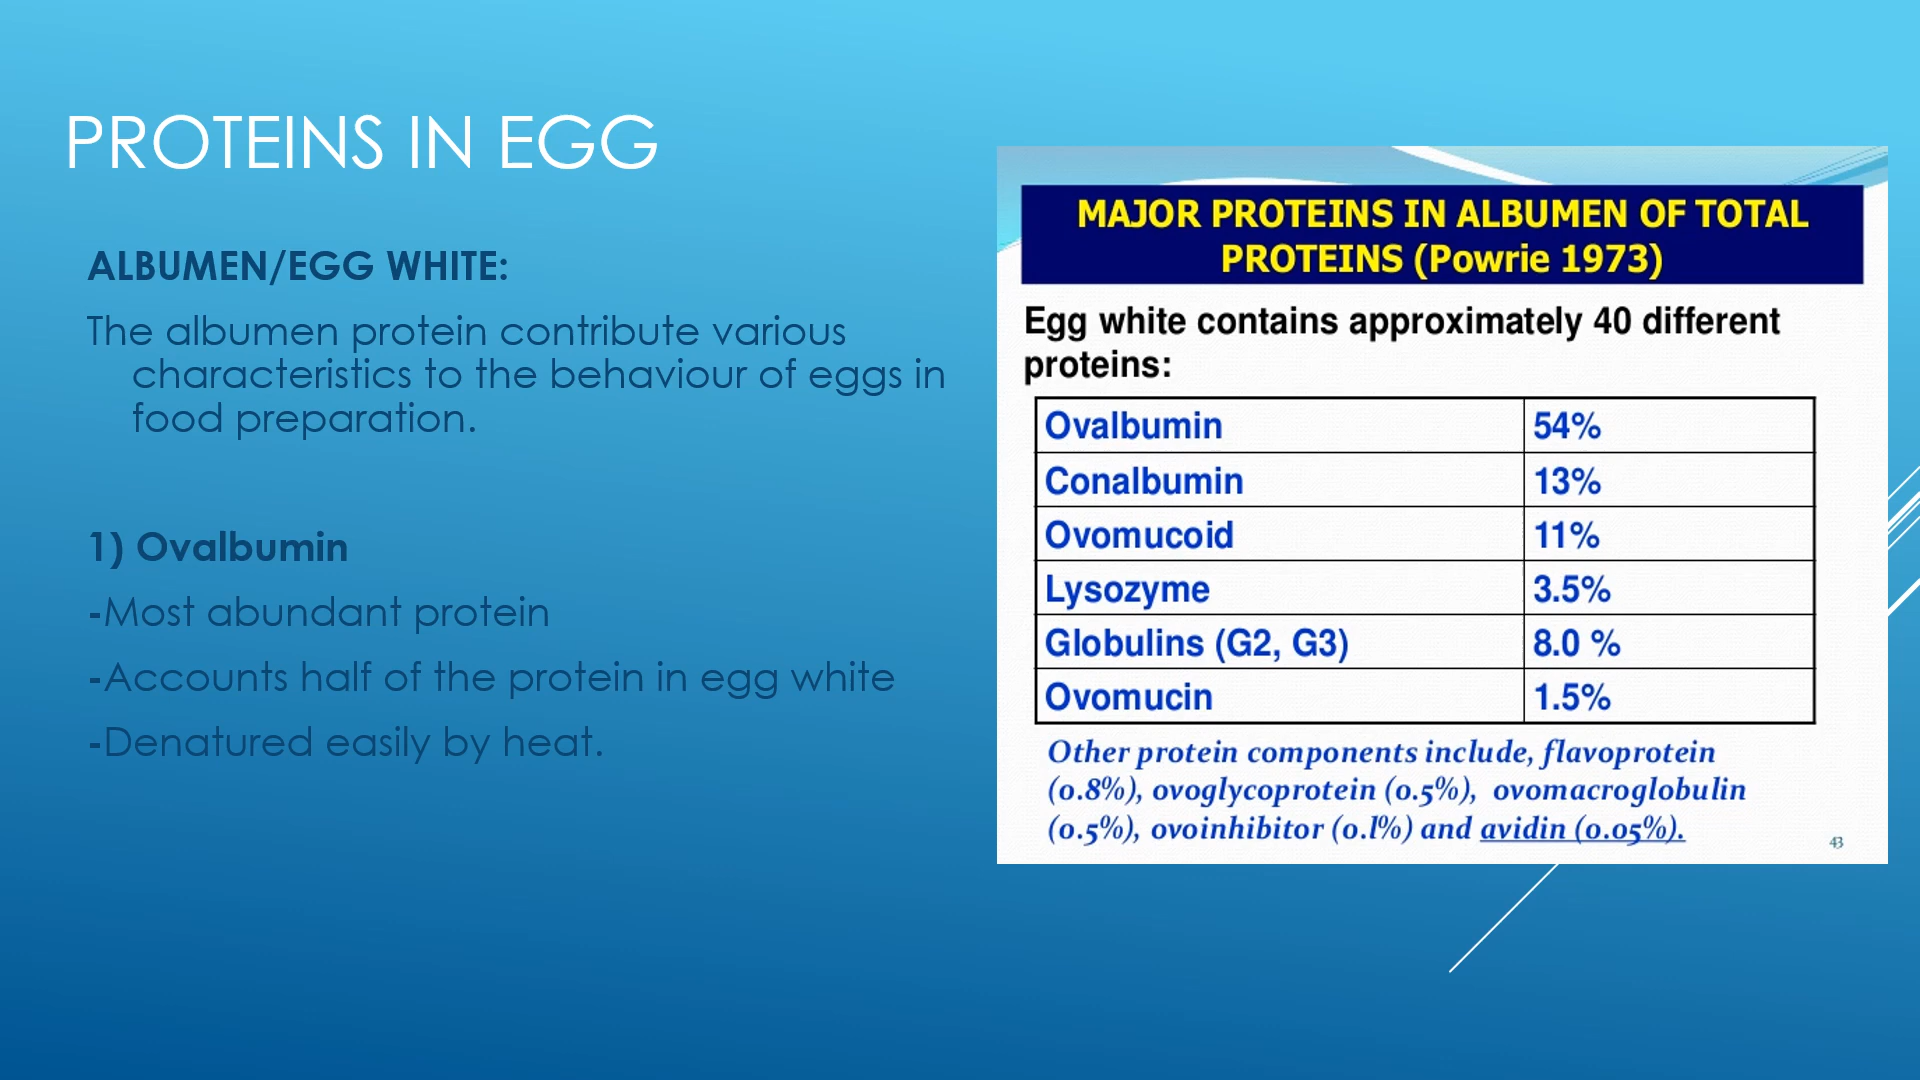 PROTEINS IN EGG
ALBUMEN/EGG WHITE:
The albumen protein contribute various
characteristics to the behaviour of eggs in
food preparation.
1) Ovalbumin
-Most abundant protein
-Accounts half of the protein in egg white
-Denatured easily by heat.
MAJOR PROTEINS IN ALBUMEN OF TOTAL
PROTEINS (Powrie 1973)
Egg white contains approximately 40 different
proteins:
Ovalbumin 54%
Conalbumin 13%
Ovomucoid 11%
Lysozyme 3.5%
Globulins (G2, G3) 8.0 %
Ovomucin 1.5%
Other protein components include, flavoprotein
(0.8%), ovoglycoprotein (0.5%), ovomacroglobulin
(0.5%), ovoinhibitor (0.l%) and avidin (0.05%).
43